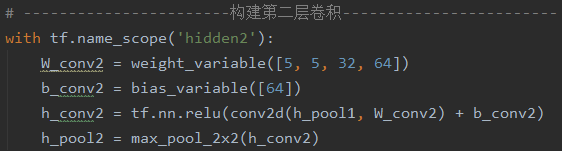 # -----------------------构建第二层卷积------------------------
with tf.name_scope('hidden2'):
    W_conv2 = weight_variable([5, 5, 32, 64])
    b_conv2 = bias_variable([64])
    h_conv2 = tf.nn.relu(conv2d(h_pool1, W_conv2) + b_conv2)
    h_pool2 = max_pool_2x2(h_conv2)